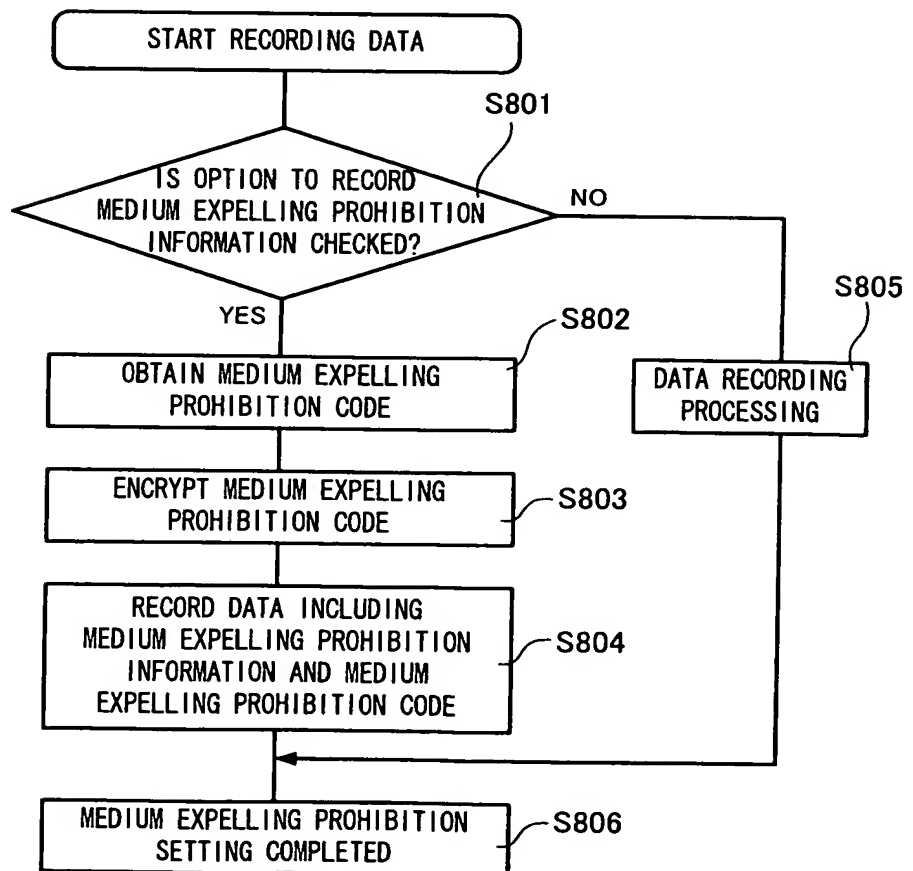 START RECORDING DATA
S801
IS OPTION TO RECORD
MEDIUM EXPELLING PROHIBITION
INFORMATION CHECKED?
NO
YES
S802
OBTAIN MEDIUM EXPELLING
PROHIBITION CODE
S805
DATA RECORDING
PROCESSING
S803
ENCRYPT MEDIUM EXPELLING
PROHIBITION CODE
S804
RECORD DATA INCLUDING
MEDIUM EXPELLING PROHIBITION
INFORMATION AND MEDIUM
EXPELLING PROHIBITION CODE
S806
MEDIUM EXPELLING PROHIBITION
SETTING COMPLETED